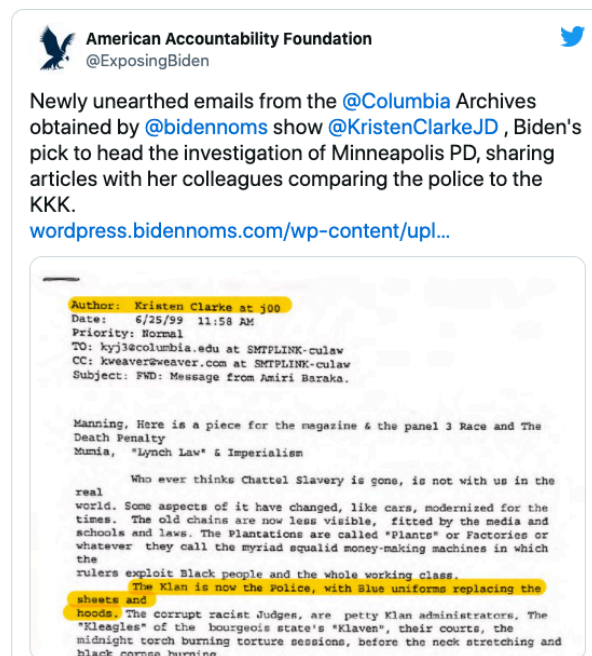 American Accountability Foundation
@ExposingBiden
Newly unearthed emails from the @Columbia Archives
obtained by @bidennoms show @KristenClarkeJD , Biden's
pick to head the investigation of Minneapolis PD, sharing
articles with her colleagues comparing the police to the
KKK.
wordpress.bidennoms.com/wp-content/upl...
Author: Kristen Clarke at j00
Date: 6/25/99 11:58 AM
Priority: Normal
TO: kyj3@columbia.edu at SMTPLINK-culaw
CC: kweaver@weaver.com at SMTPLINK-culaw
Subject: FWD: Message from Amiri Baraka.
Manning, Here is a piece for the magazine & the panel 3 Race and The
Death Penalty
Mumia, "Lynch Law" & Imperialism
Who ever thinks Chattel Slavery is gone, is not with us in the
real
world. Some aspects of it have changed, like cars, modernized for the
times. The old chains are now less visible, fitted by the media and
schools and laws. The Plantations are called "Plants" or Factories or
whatever they call the myriad squalid money-making machines in which
the
rulers exploit Black people and the whole working class.
The Klan is now the Police, with Blue uniforms replacing the
sheets and
hoods. The corrupt racist Judges, are petty Klan administrators, The
"Kleagles" of the bourgeois state's "Klaven", their courts, the
midnight torch burning torture sessions, before the neck stretching and
black corpse burning